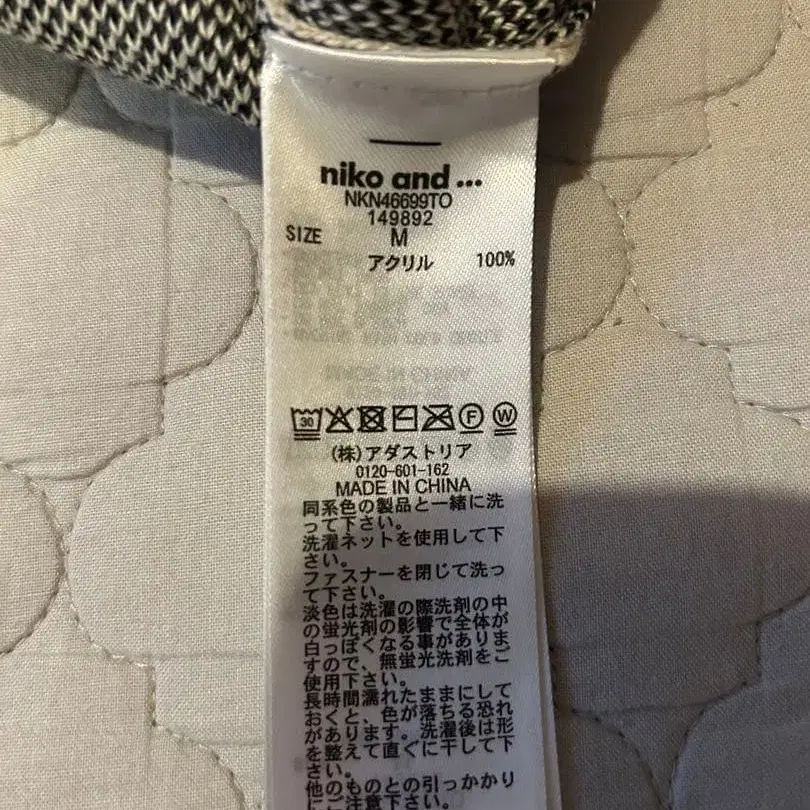 niko and ...
NKN46699TO
149892
SIZE M
アクリル 100%
30
F W
(株)アダストリア
0120-601-162
MADE IN CHINA
同系色の製品と一緒に洗
って下さい。
洗濯ネットを使用して下
さい。
ファスナーを閉じて洗っ
て下さい。
淡色は洗濯の際洗剤の中
の蛍光剤の影響で全体が
白っぽくなる事がありま
すので、無蛍光洗剤をご
使用下さい。
長時間濡れたままにして
おくと、色が落ちる恐れ
があります。洗濯後は形
を整えて直ぐに干して下
さい。
他のものとの引っかかり
にご注意下さい。